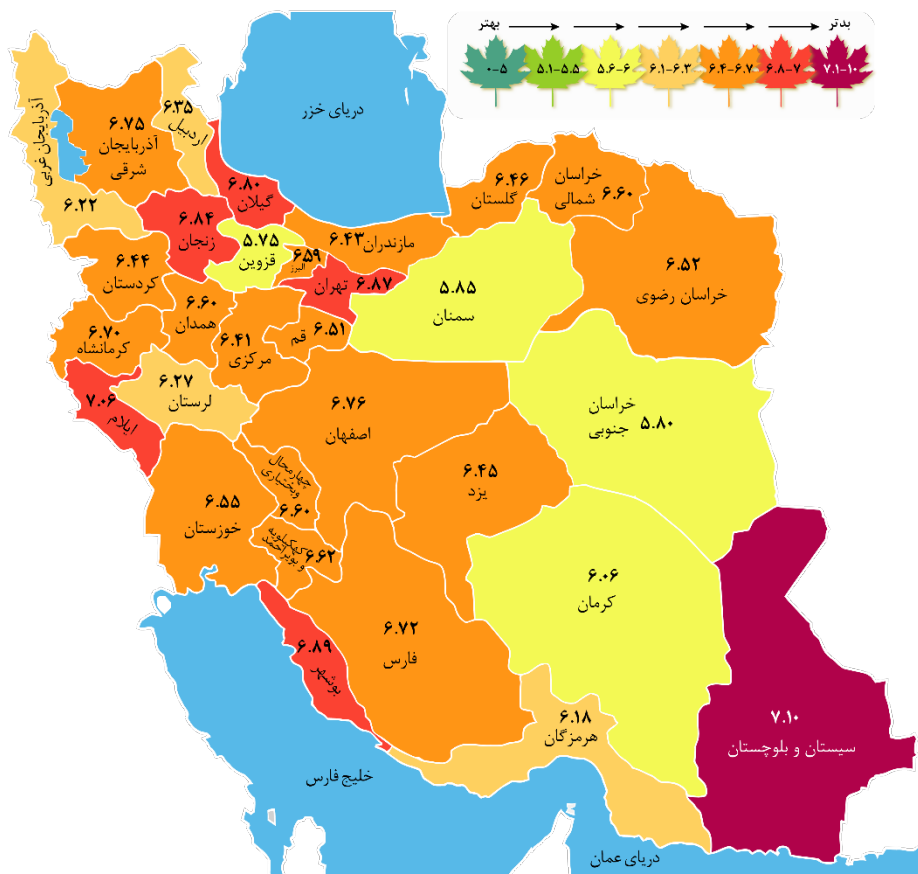 بهتر
بدتر
۰-۵
۵.۱-۵.۵
۵.۶-۶
۶.۱-۶.۳
۶.۴-۶.۷
۶.۸-۷
۷.۱-۱۰
دریای خزر
آذربایجان غربی
۶.۲۲
۶.۷۵
آذربایجان
شرقی
۶.۳۵
اردبیل
۶.۸۰
گیلان
۶.۸۴
زنجان
۵.۷۵
قزوین
۶.۵۹
البرز
۶.۴۳ مازندران
تهران ۶.۸۷
۶.۴۶
گلستان
خراسان
شمالی ۶.۶۰
۶.۵۲
خراسان رضوی
۵.۸۵
سمنان
۶.۴۴
کردستان
۶.۶۰
همدان
۶.۷۰
کرمانشاه
۶.۴۱
مرکزی
قم ۶.۵۱
۷.۰۶
ایلام
۶.۲۷
لرستان
۶.۷۶
اصفهان
خراسان
جنوبی ۵.۸۰
۶.۴۵
یزد
چهارمحال
وبختیاری
۶.۶۰
۶.۵۵
خوزستان
کهکیلویه
و بویراحمد
۶.۶۲
۶.۰۶
کرمان
۶.۷۲
فارس
۶.۸۹
بوشهر
۶.۱۸
هرمزگان
۷.۱۰
سیستان و بلوچستان
خلیج فارس
دریای عمان